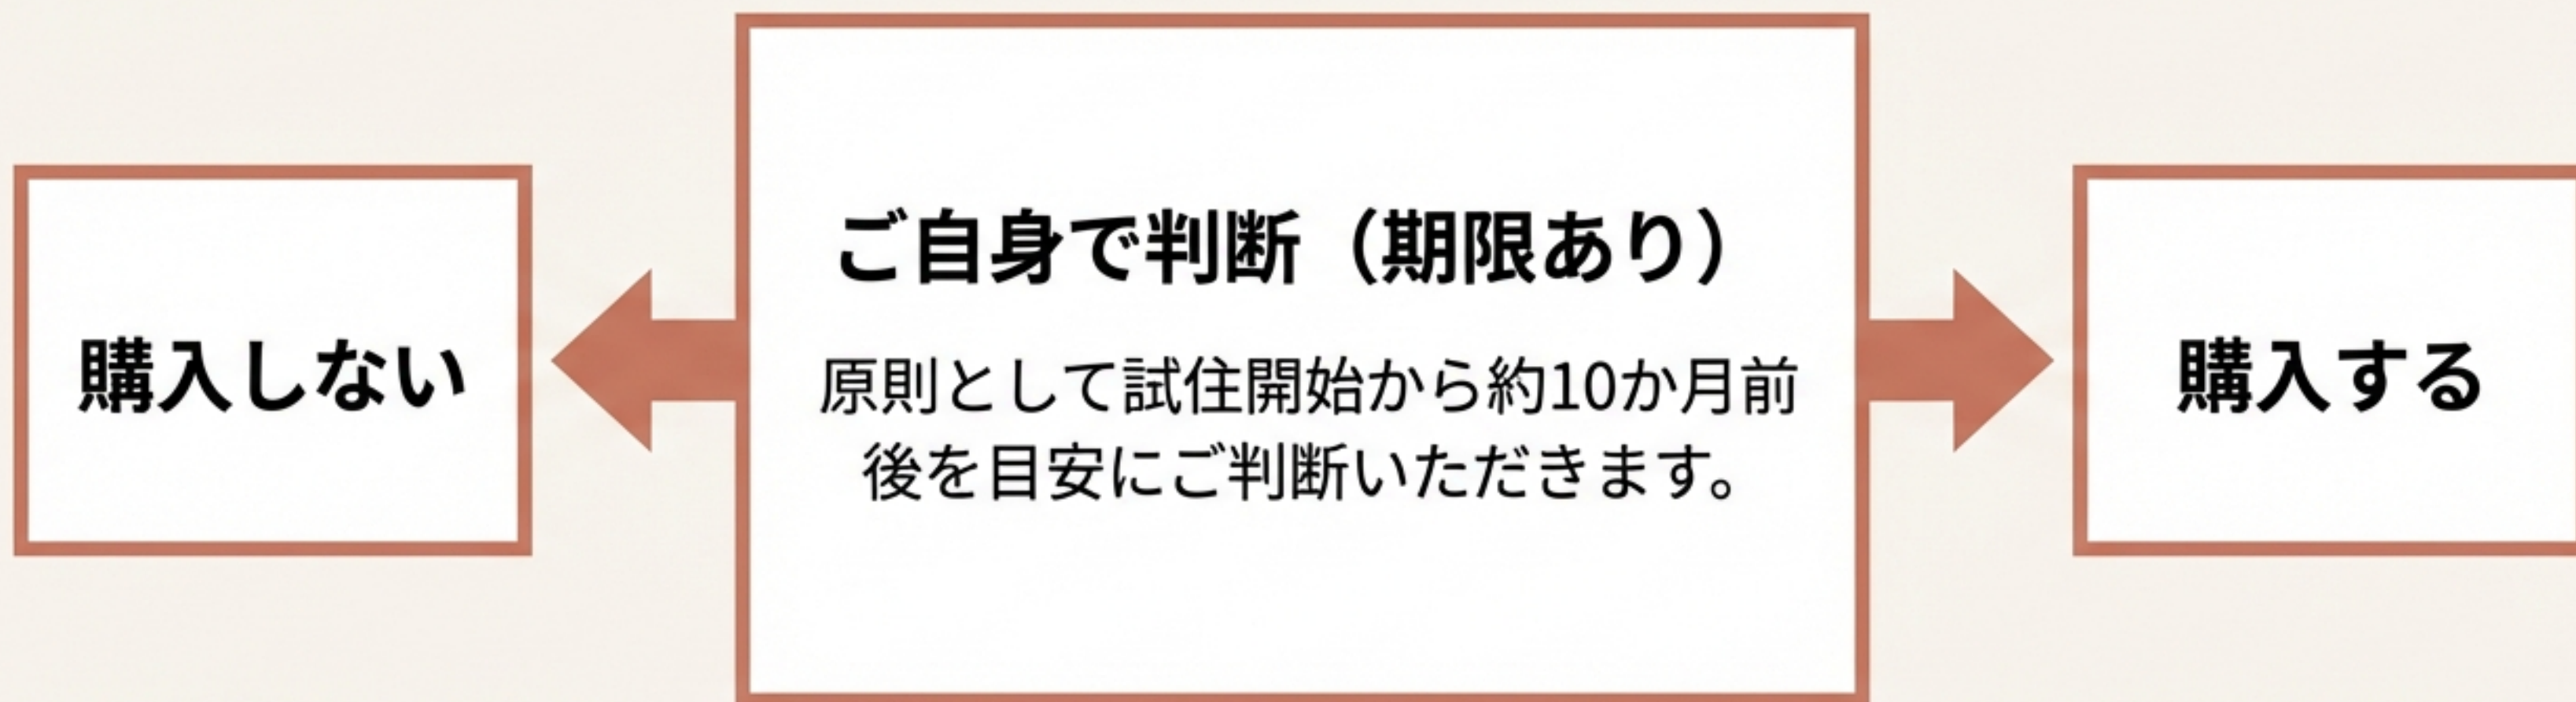 購入しない
ご自身で判断（期限あり）
原則として試住開始から約10か月前
後を目安にご判断いただきます。
購入する